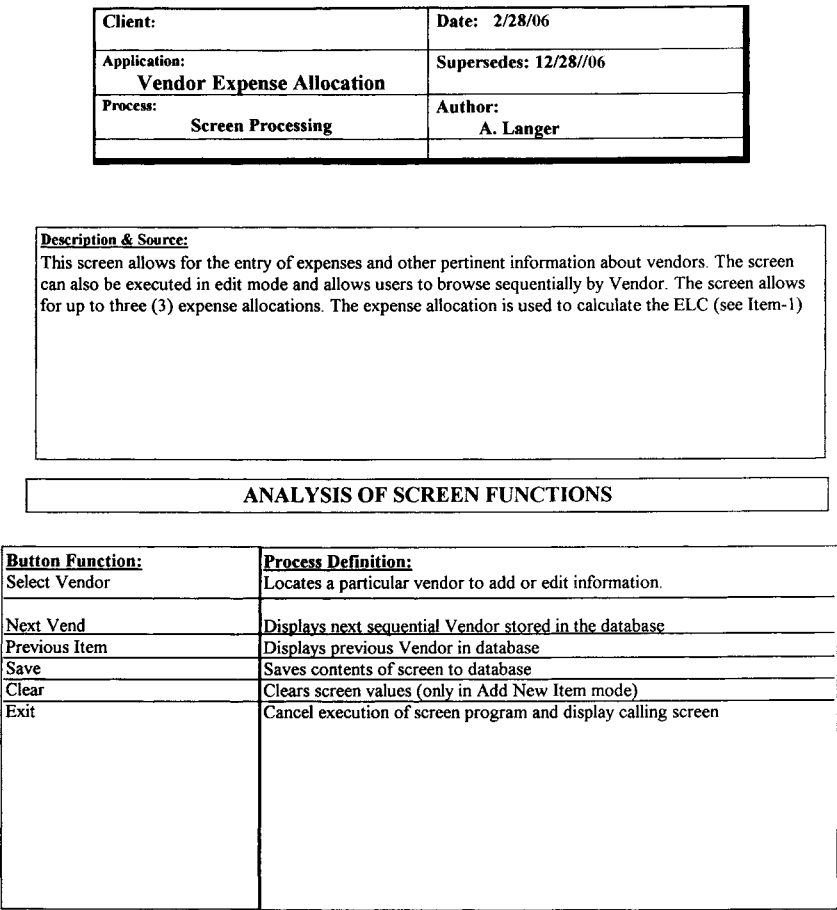 Client:
Date: 2/28/06
Application:
Vendor Expense Allocation
Supersedes: 12/28//06
Process:
Screen Processing
Author:
A. Langer
Description & Source:
This screen allows for the entry of expenses and other pertinent information about vendors. The screen
can also be executed in edit mode and allows users to browse sequentially by Vendor. The screen allows
for up to three (3) expense allocations. The expense allocation is used to calculate the ELC (see Item-1)
ANALYSIS OF SCREEN FUNCTIONS
Button Function:
Process Definition:
Select Vendor
Locates a particular vendor to add or edit information.
Next Vend
Displays next sequential Vendor stored in the database
Previous Item
Displays previous Vendor in database
Save
Saves contents of screen to database
Clear
Clears screen values (only in Add New Item mode)
Exit
Cancel execution of screen program and display calling screen